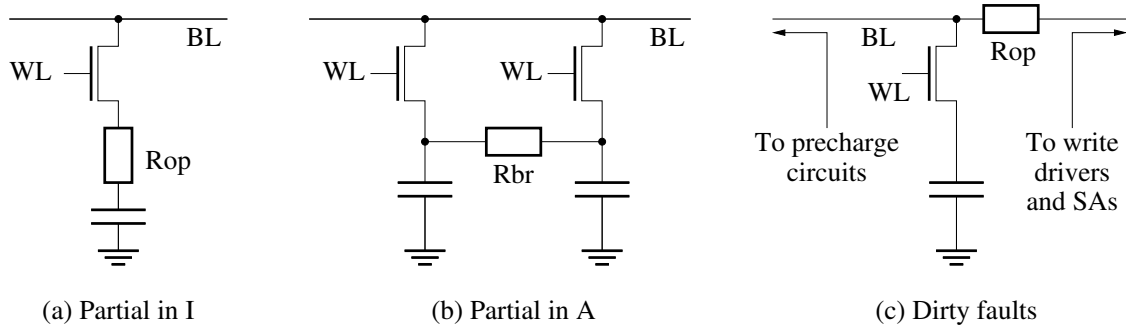 BL
WL
Rop
(a) Partial in I
BL
WL
WL
Rbr
(b) Partial in A
BL
Rop
WL
To precharge
circuits
To write
drivers
and SAs
(c) Dirty faults